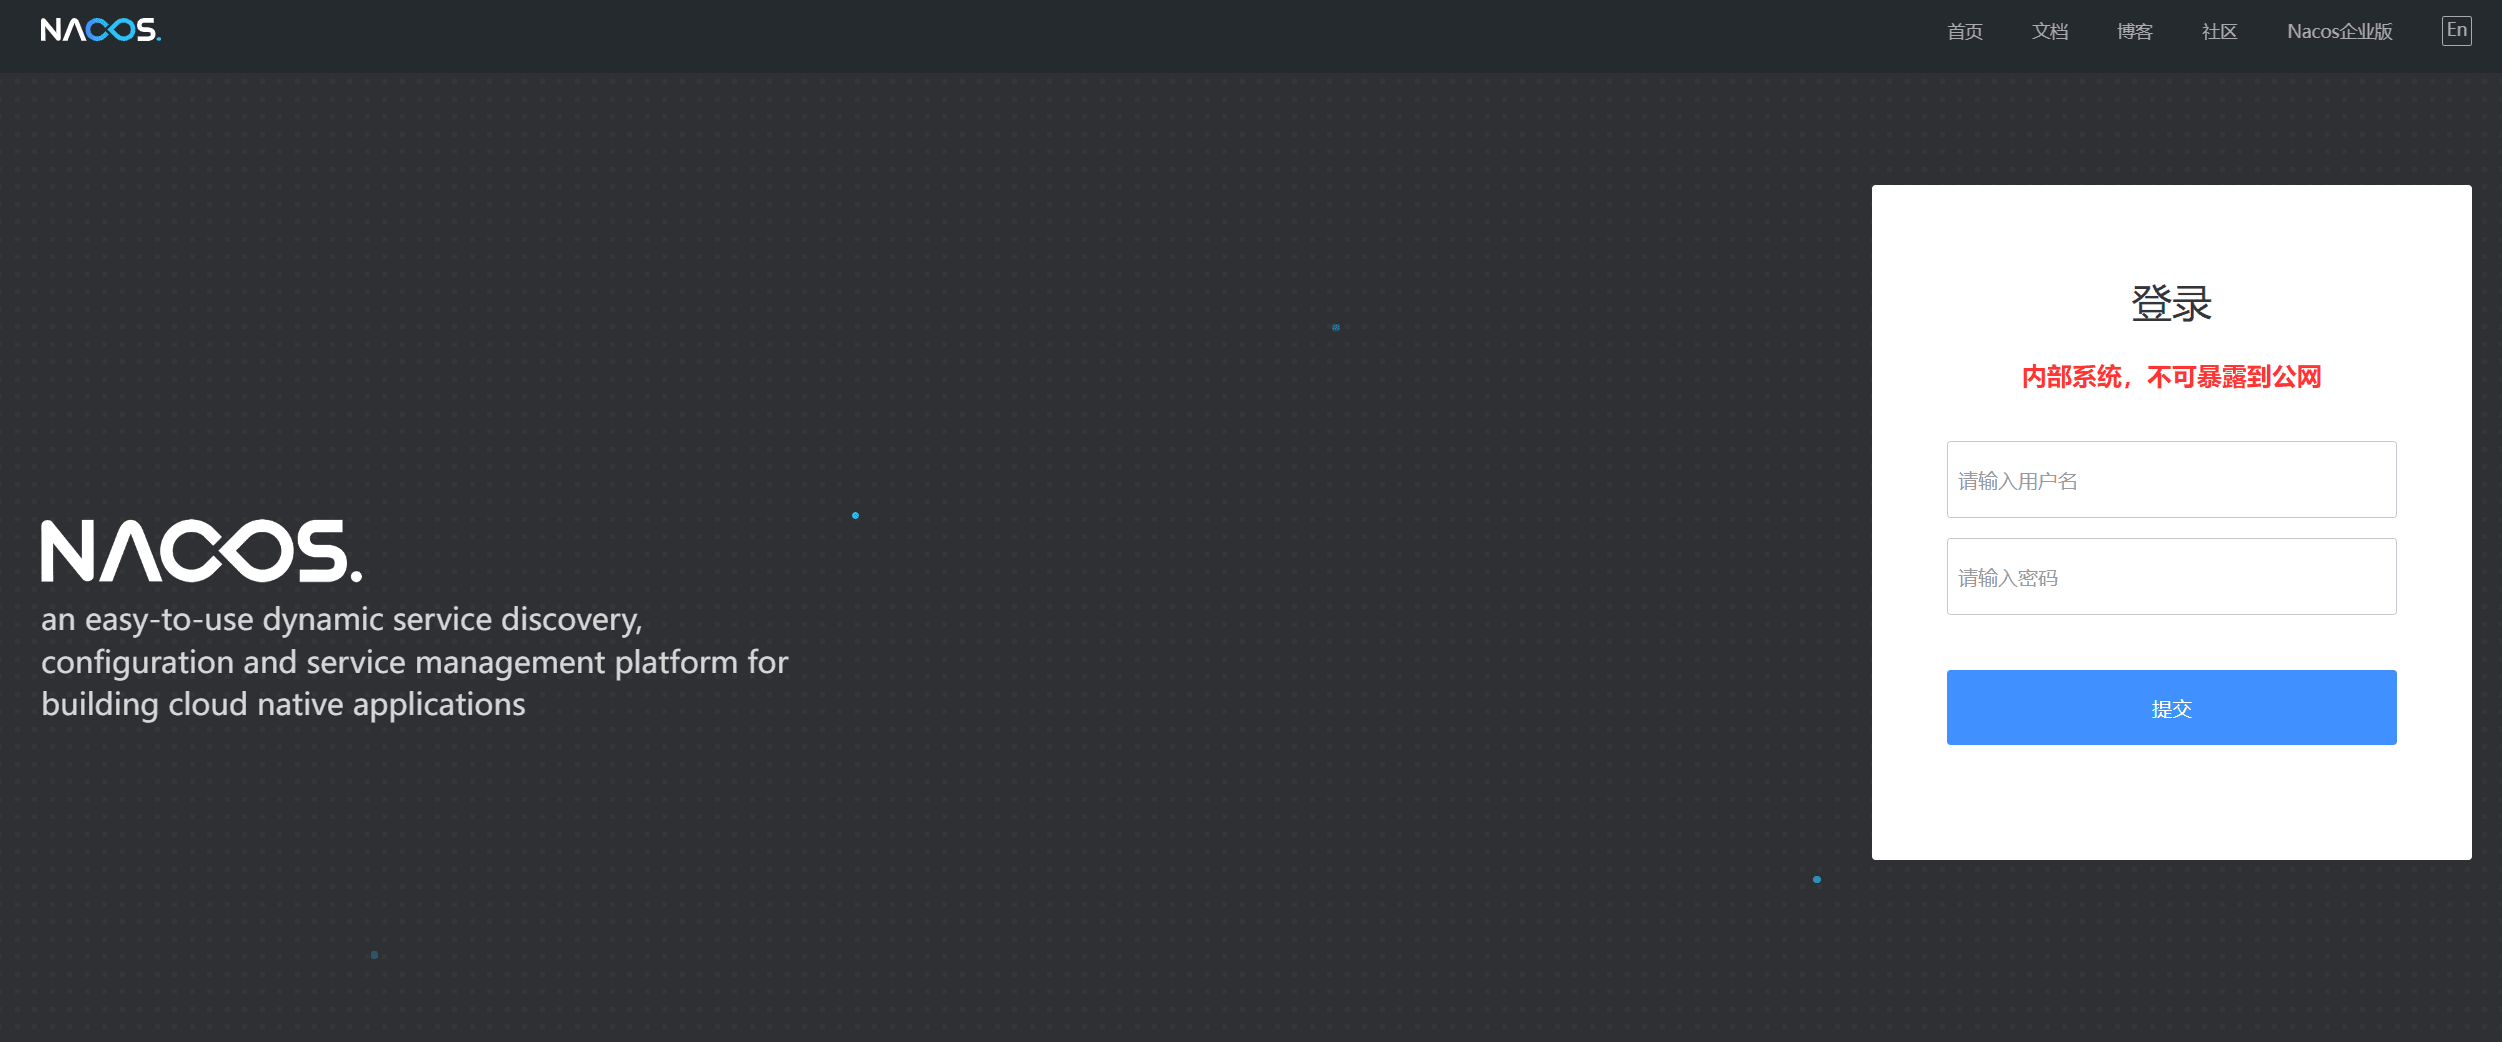 NACOS.
首页
文档
博客
社区
Nacos企业版
En
登录
内部系统，不可暴露到公网
请输入用户名
请输入密码
提交
NACOS.
an easy-to-use dynamic service discovery,
configuration and service management platform for
building cloud native applications